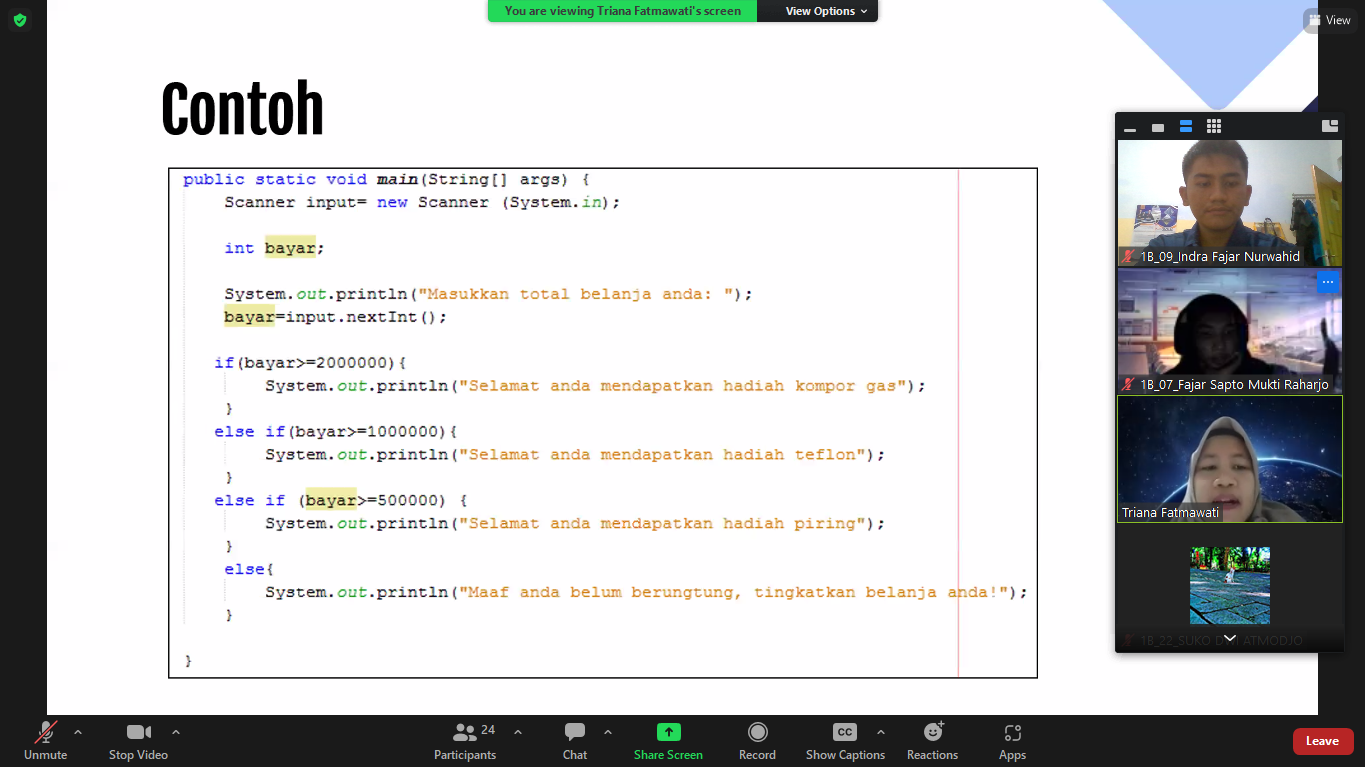 You are viewing Triana Fatmawati's screen
View Options
View
Contoh
public static void main(String[] args) {
Scanner input= new Scanner (System.in);
int bayar;
System.out.println("Masukkan total belanja anda: ");
bayar=input.nextInt();
if(bayar>=2000000){
System.out.println("Selamat anda mendapatkan hadiah kompor gas");
}
else if(bayar>=1000000){
System.out.println("Selamat anda mendapatkan hadiah teflon");
}
else if (bayar>=500000) {
System.out.println("Selamat anda mendapatkan hadiah piring");
}
else{
System.out.println("Maaf anda belum berungtung, tingkatkan belanja anda!");
}
}
1B_09_Indra Fajar Nurwahid
1B_07_Fajar Sapto Mukti Raharjo
Triana Fatmawati
1B_22_SUKO DWI ATMODJO
Unmute
Stop Video
Participants
24
Chat
Share Screen
Record
CC
Show Captions
Reactions
Apps
Leave